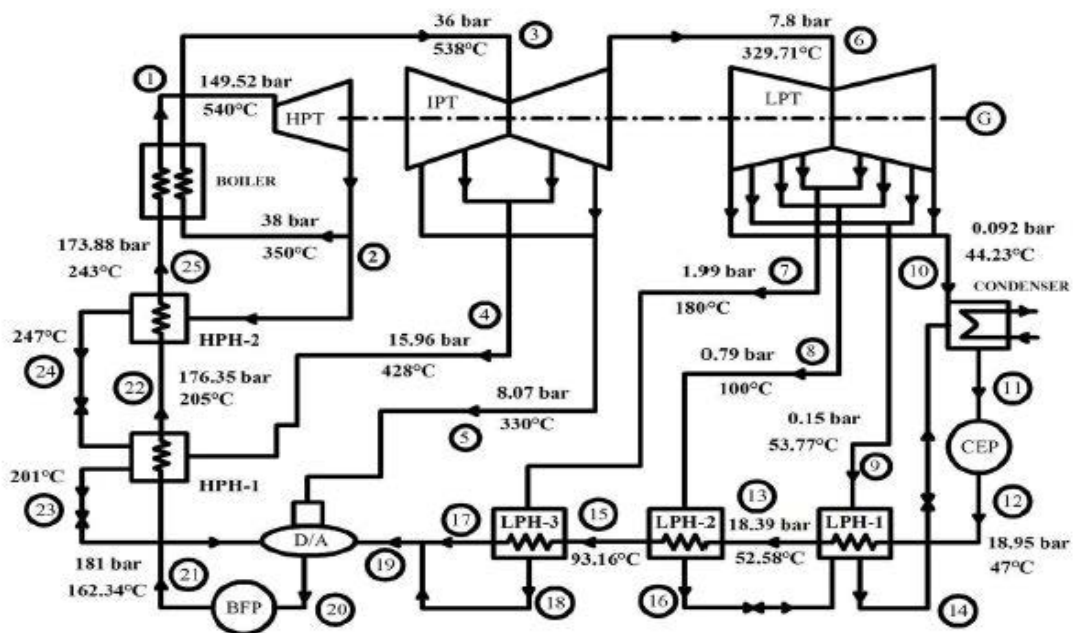 36 bar
538°C
3
7.8 bar
329.71°C
6
1
149.52 bar
540°C
HPT
IPT
LPT
G
BOILER
38 bar
350°C
2
173.88 bar
243°C
25
0.092 bar
44.23°C
10
CONDENSER
1.99 bar
180°C
7
4
15.96 bar
428°C
HPH-2
247°C
24
22
176.35 bar
205°C
0.79 bar
100°C
8
11
8.07 bar
330°C
5
0.15 bar
53.77°C
9
CEP
HPH-1
201°C
23
12
LPH-3
15
LPH-2
13
LPH-1
18.39 bar
52.58°C
93.16°C
18.95 bar
47°C
17
D/A
19
181 bar
162.34°C
21
BFP
20
18
16
14